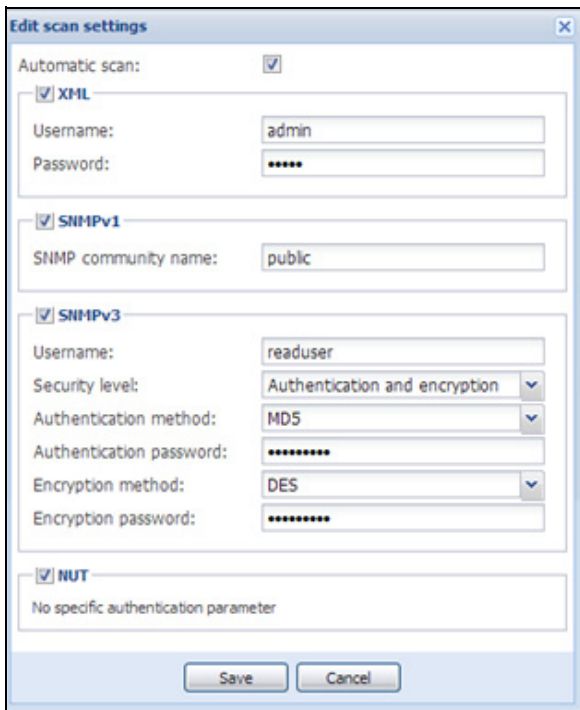 Edit scan settings
Automatic scan:
XML
Username: admin
Password: •••••
SNMPv1
SNMP community name: public
SNMPv3
Username: readuser
Security level: Authentication and encryption
Authentication method: MD5
Authentication password: •••••••••
Encryption method: DES
Encryption password: •••••••••
NUT
No specific authentication parameter
Save Cancel